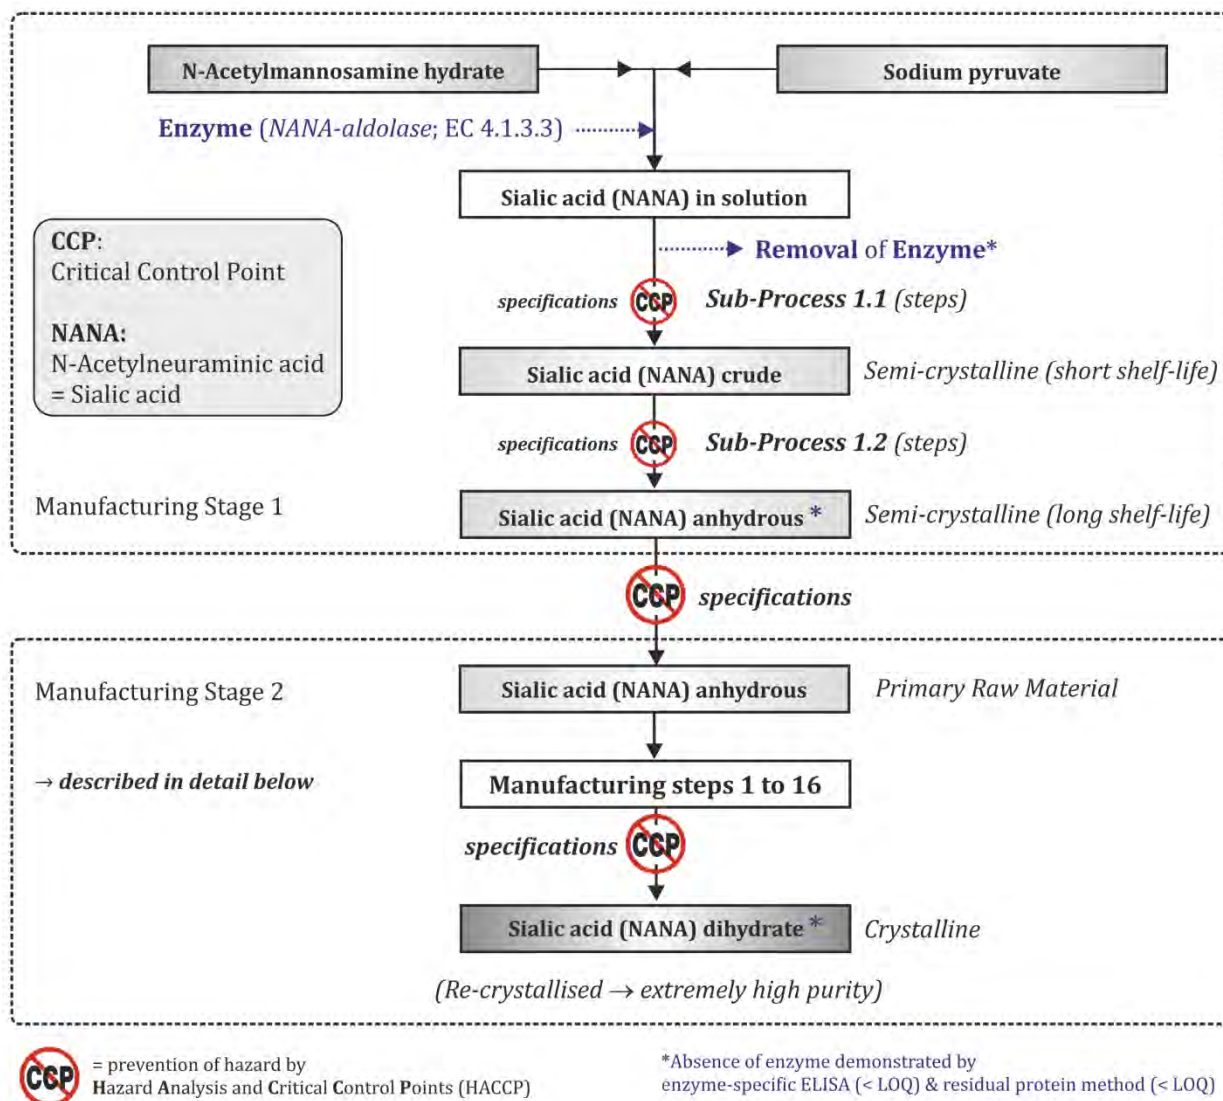 N-Acetylmannosamine hydrate
Sodium pyruvate
Enzyme (NANA-aldolase; EC 4.1.3.3)
Sialic acid (NANA) in solution
CCP:
Critical Control Point
NANA:
N-Acetylneuraminic acid
= Sialic acid
Removal of Enzyme*
specifications CCP Sub-Process 1.1 (steps)
Sialic acid (NANA) crude Semi-crystalline (short shelf-life)
specifications CCP Sub-Process 1.2 (steps)
Manufacturing Stage 1
Sialic acid (NANA) anhydrous * Semi-crystalline (long shelf-life)
CCP specifications
Manufacturing Stage 2
Sialic acid (NANA) anhydrous Primary Raw Material
→ described in detail below
Manufacturing steps 1 to 16
specifications CCP
Sialic acid (NANA) dihydrate * Crystalline
(Re-crystallised → extremely high purity)
CCP = prevention of hazard by
Hazard Analysis and Critical Control Points (HACCP)
*Absence of enzyme demonstrated by
enzyme-specific ELISA (< LOQ) & residual protein method (< LOQ)